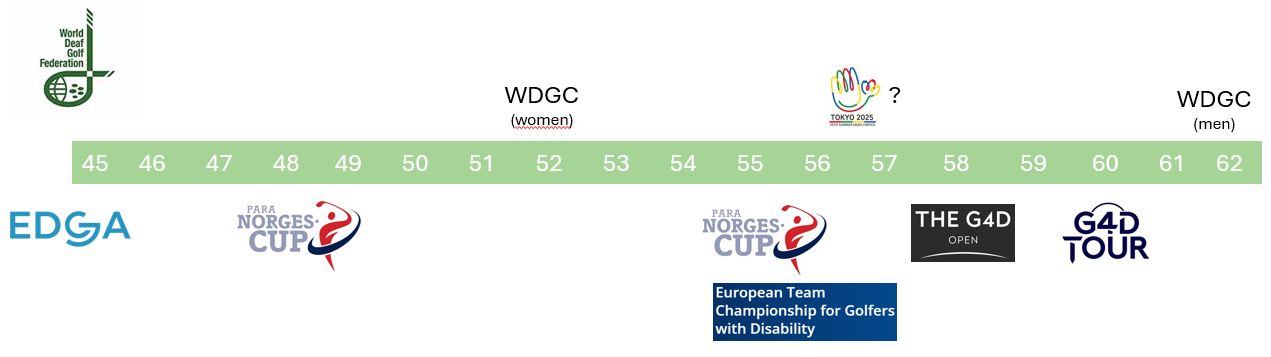 World
Deaf
Golf
Federation
WDGC
(women)
TOKYO 2025
?
WDGC
(men)
45 46 47 48 49 50 51 52 53 54 55 56 57 58 59 60 61 62
EDGA
PARA
NORGES-
CUP
PARA
NORGES-
CUP
THE G4D
OPEN
G4D
TOUR
European Team
Championship for Golfers
with Disability